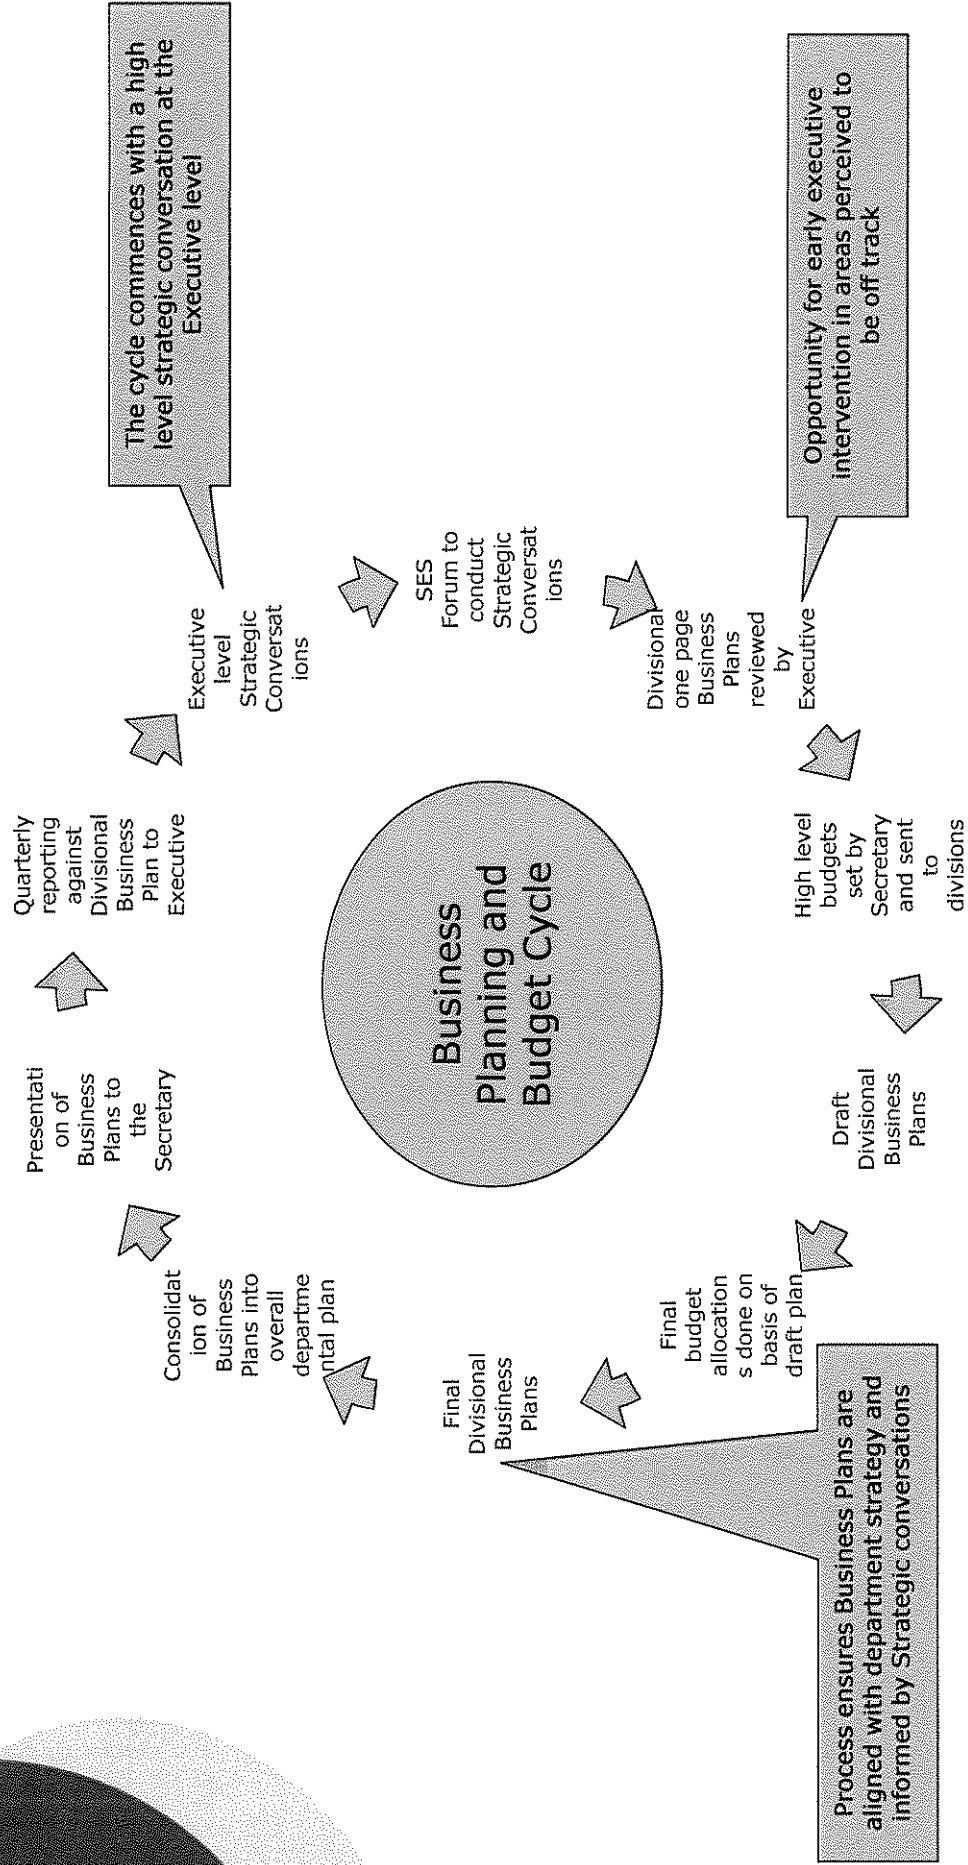 Business
Planning and
Budget Cycle
The cycle commences with a high
level strategic conversation at the
Executive level
Executive
level
Strategic
Conversat
ions
SES
Forum to
conduct
Strategic
Conversat
ions
Divisional
one page
Business
Plans
reviewed
by
Executive
Opportunity for early executive
intervention in areas perceived to
be off track
High level
budgets
set by
Secretary
and sent
to
divisions
Draft
Divisional
Business
Plans
Final
budget
allocation
s done on
basis of
draft plan
Final
Divisional
Business
Plans
Process ensures Business Plans are
aligned with department strategy and
informed by Strategic conversations
Consolidat
ion of
Business
Plans into
overall
departme
ntal plan
Presentati
on of
Business
Plans to
the
Secretary
Quarterly
reporting
against
Divisional
Business
Plan to
Executive